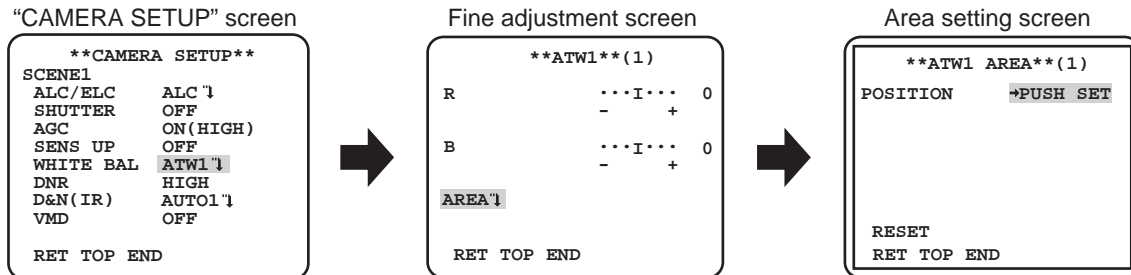 “CAMERA SETUP” screen
**CAMERA SETUP**
SCENE1
ALC/ELC ALC
SHUTTER OFF
AGC ON(HIGH)
SENS UP OFF
WHITE BAL ATW1
DNR HIGH
D&N(IR) AUTO1
VMD OFF
RET TOP END
Fine adjustment screen
**ATW1**(1)
R ···I··· 0
– +
B ···I··· 0
– +
AREA
RET TOP END
Area setting screen
**ATW1 AREA**(1)
POSITION →PUSH SET
RESET
RET TOP END